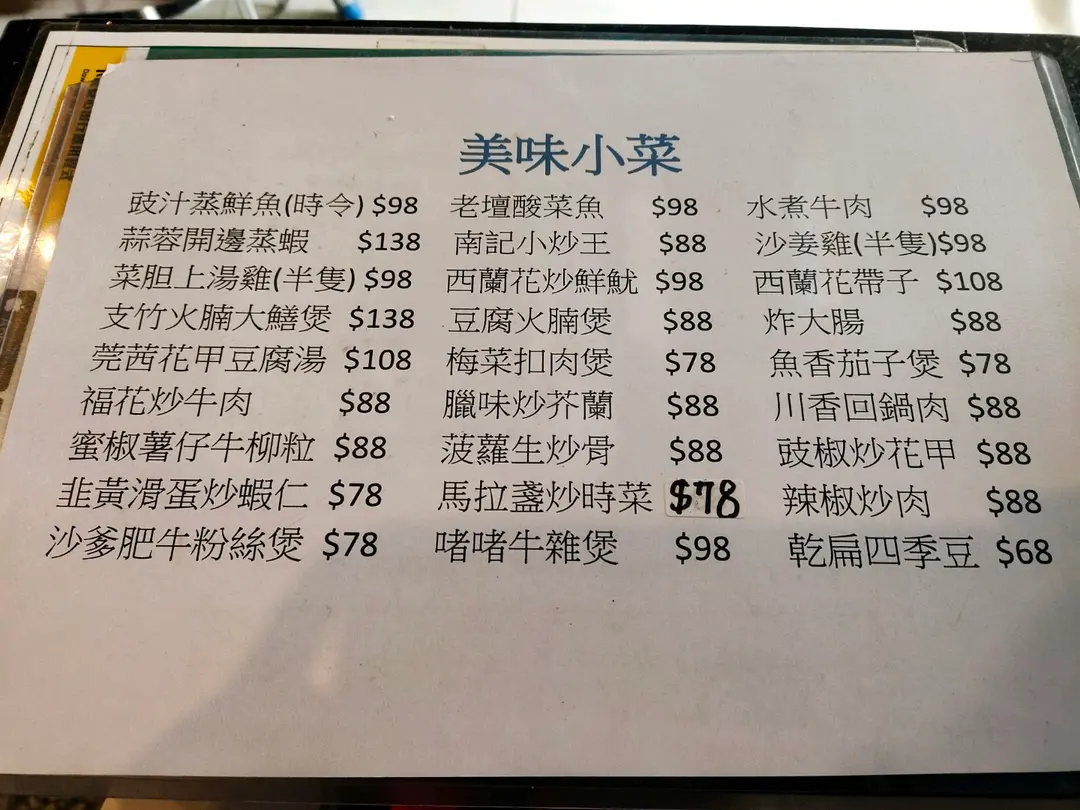 美味小菜
豉汁蒸鮮魚(時令) $98 老壇酸菜魚 $98 水煮牛肉 $98
蒜蓉開邊蒸蝦 $138 南記小炒王 $88 沙姜雞(半隻)$98
菜胆上湯雞(半隻) $98 西蘭花炒鮮魷 $98 西蘭花帶子 $108
支竹火腩大鱔煲 $138 豆腐火腩煲 $88 炸大腸 $88
莞茜花甲豆腐湯 $108 梅菜扣肉煲 $78 魚香茄子煲 $78
福花炒牛肉 $88 臘味炒芥蘭 $88 川香回鍋肉 $88
蜜椒薯仔牛柳粒 $88 菠蘿生炒骨 $88 豉椒炒花甲 $88
韭黃滑蛋炒蝦仁 $78 馬拉盞炒時菜 $78 辣椒炒肉 $88
沙爹肥牛粉絲煲 $78 啫啫牛雜煲 $98 乾扁四季豆 $68